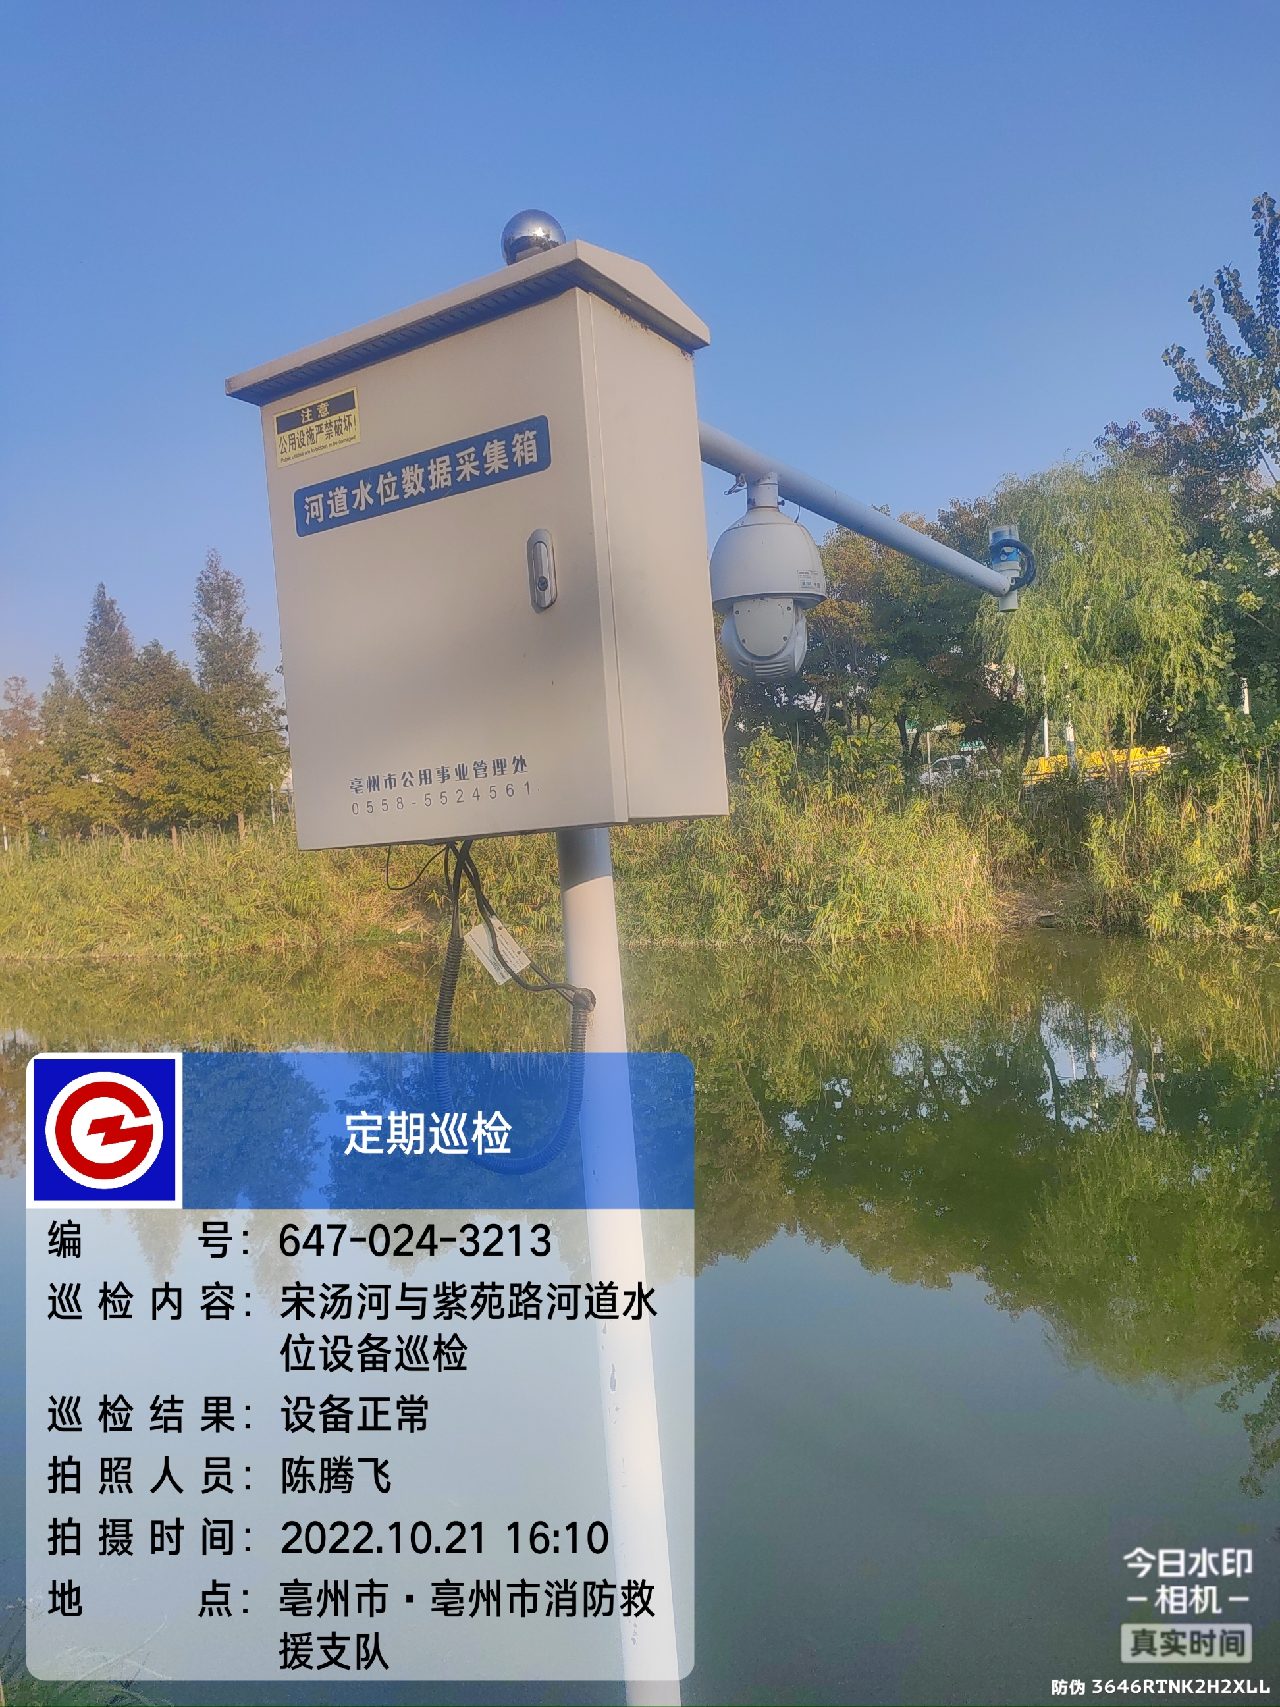 注 意
公用设施严禁破坏!
河道水位数据采集箱
亳州市公用事业管理处
0558-5524561
定期巡检
编号: 647-024-3213
巡检内容: 宋汤河与紫苑路河道水
位设备巡检
巡检结果: 设备正常
拍照人员: 陈腾飞
拍摄时间: 2022.10.21 16:10
地点: 亳州市·亳州市消防救
援支队
今日水印
相机
真实时间
防伪 3646RTNK2H2XLL